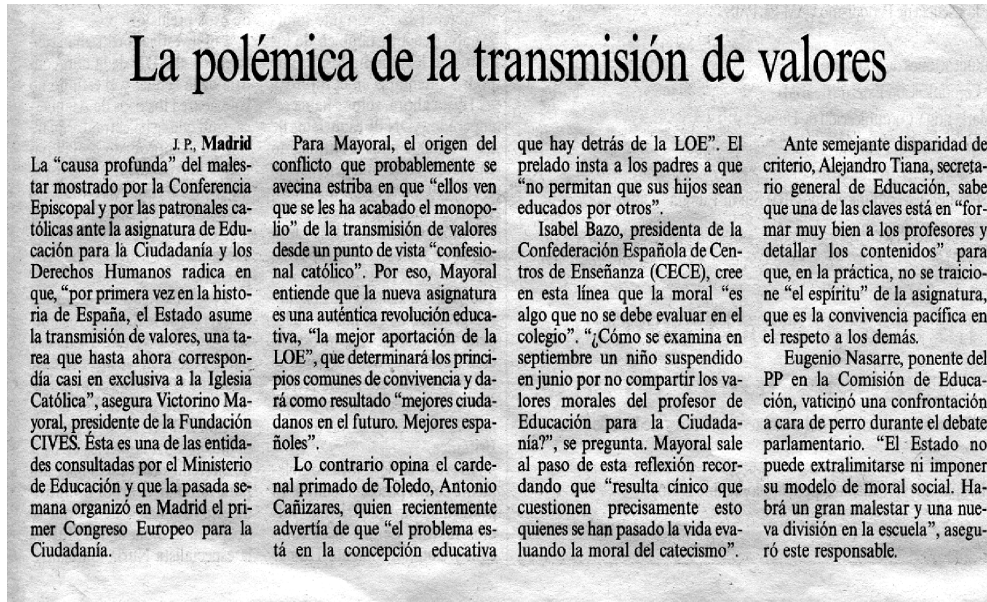 La polémica de la transmisión de valores
J. P., Madrid
La “causa profunda” del males-
tar mostrado por la Conferencia
Episcopal y por las patronales ca-
tólicas ante la asignatura de Edu-
cación para la Ciudadanía y los
Derechos Humanos radica en
que, “por primera vez en la histo-
ria de España, el Estado asume
la transmisión de valores, una ta-
rea que hasta ahora correspon-
día casi en exclusiva a la Iglesia
Católica”, asegura Victorino Ma-
yoral, presidente de la Fundación
CIVES. Ésta es una de las entida-
des consultadas por el Ministerio
de Educación y que la pasada se-
mana organizó en Madrid el pri-
mer Congreso Europeo para la
Ciudadanía.
Para Mayoral, el origen del
conflicto que probablemente se
avecina estriba en que “ellos ven
que se les ha acabado el monopo-
lio” de la transmisión de valores
desde un punto de vista “confesio-
nal católico”. Por eso, Mayoral
entiende que la nueva asignatura
es una auténtica revolución educa-
tiva, “la mejor aportación de la
LOE”, que determinará los princi-
pios comunes de convivencia y da-
rá como resultado “mejores ciuda-
danos en el futuro. Mejores espa-
ñoles”.
Lo contrario opina el carde-
nal primado de Toledo, Antonio
Cañizares, quien recientemente
advertía de que “el problema es-
tá en la concepción educativa
que hay detrás de la LOE”. El
prelado insta a los padres a que
“no permitan que sus hijos sean
educados por otros”.
Isabel Bazo, presidenta de la
Confederación Española de Cen-
tros de Enseñanza (CECE), cree
en esta línea que la moral “es
algo que no se debe evaluar en el
colegio”. “¿Cómo se examina en
septiembre un niño suspendido
en junio por no compartir los va-
lores morales del profesor de
Educación para la Ciudada-
nía?”, se pregunta. Mayoral sale
al paso de esta reflexión recor-
dando que “resulta cínico que
cuestionen precisamente esto
quienes se han pasado la vida eva-
luando la moral del catecismo”.
Ante semejante disparidad de
criterio, Alejandro Tiana, secreta-
rio general de Educación, sabe
que una de las claves está en “for-
mar muy bien a los profesores y
detallar los contenidos” para
que, en la práctica, no se traicio-
ne “el espíritu” de la asignatura,
que es la convivencia pacífica en
el respeto a los demás.
Eugenio Nasarre, ponente del
PP en la Comisión de Educa-
ción, vaticinó una confrontación
a cara de perro durante el debate
parlamentario. “El Estado no
puede extralimitarse ni imponer
su modelo de moral social. Ha-
brá un gran malestar y una nue-
va división en la escuela”, asegu-
ró este responsable.